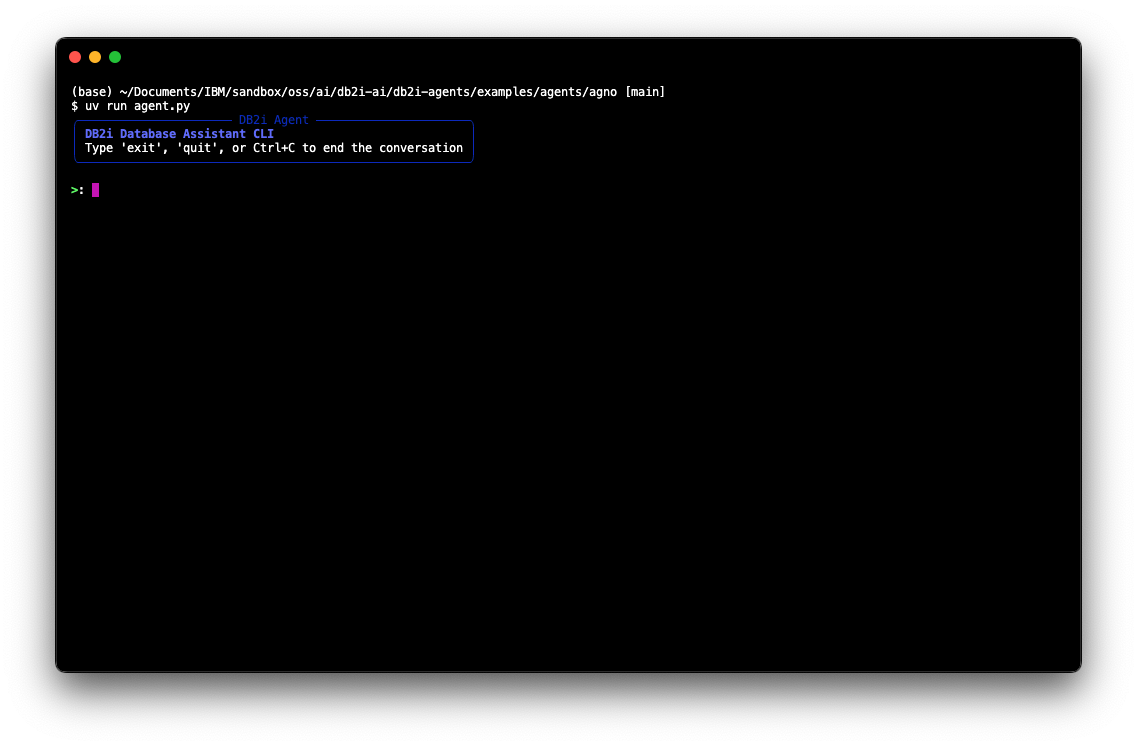 (base) ~/Documents/IBM/sandbox/oss/ai/db2i-ai/db2i-agents/examples/agents/agno [main]
$ uv run agent.py
DB2i Agent
DB2i Database Assistant CLI
Type 'exit', 'quit', or Ctrl+C to end the conversation
>: